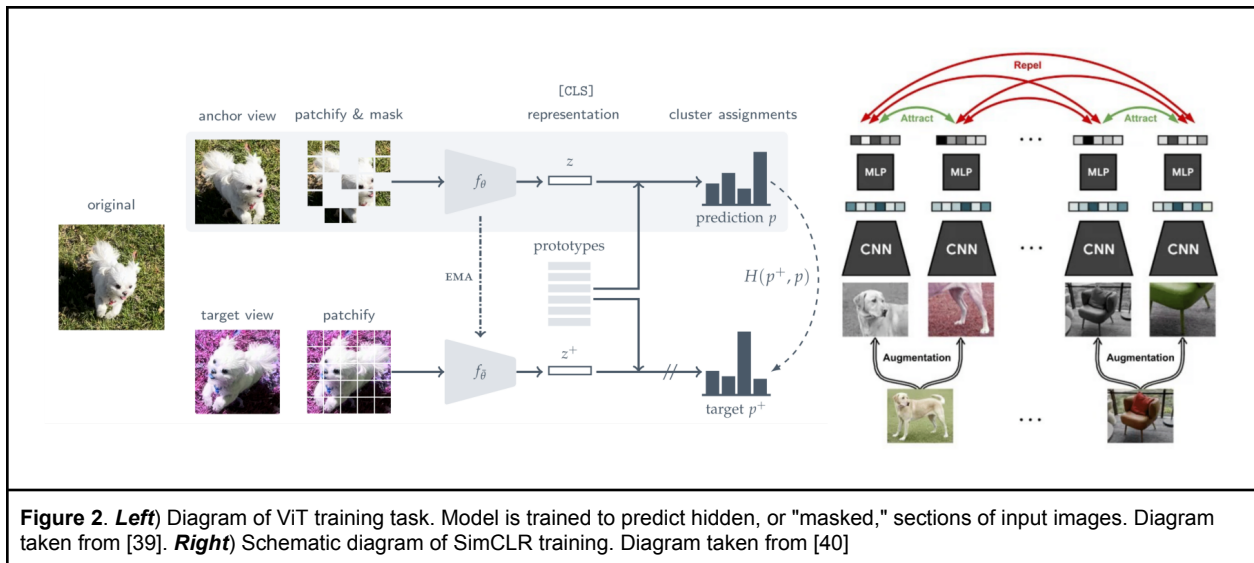 [CLS]
anchor view
patchify & mask
representation
cluster assignments
f_θ
z
prediction p
original
prototypes
EMA
H(p⁺, p)
target view
patchify
f_θ̄
z⁺
//
target p⁺
Repel
Attract
Attract
...
MLP
MLP
MLP
MLP
CNN
CNN
...
CNN
CNN
Augmentation
Augmentation
...
Figure 2. Left) Diagram of ViT training task. Model is trained to predict hidden, or "masked," sections of input images. Diagram
taken from [39]. Right) Schematic diagram of SimCLR training. Diagram taken from [40]